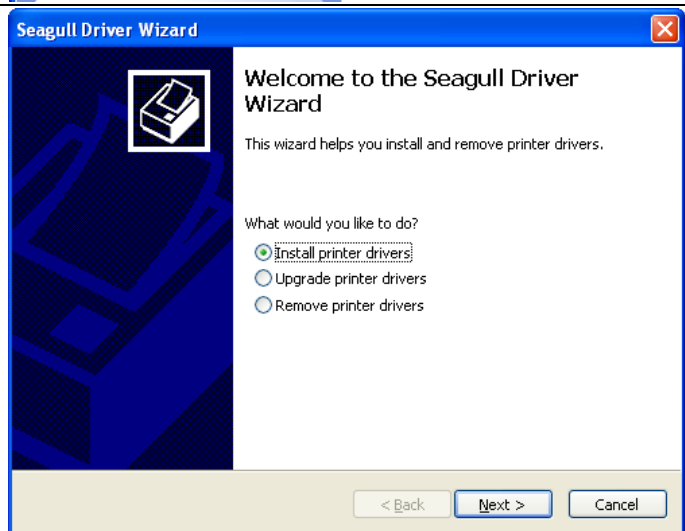 Seagull Driver Wizard
Welcome to the Seagull Driver
Wizard
This wizard helps you install and remove printer drivers.
What would you like to do?
Install printer drivers
Upgrade printer drivers
Remove printer drivers
< Back
Next >
Cancel